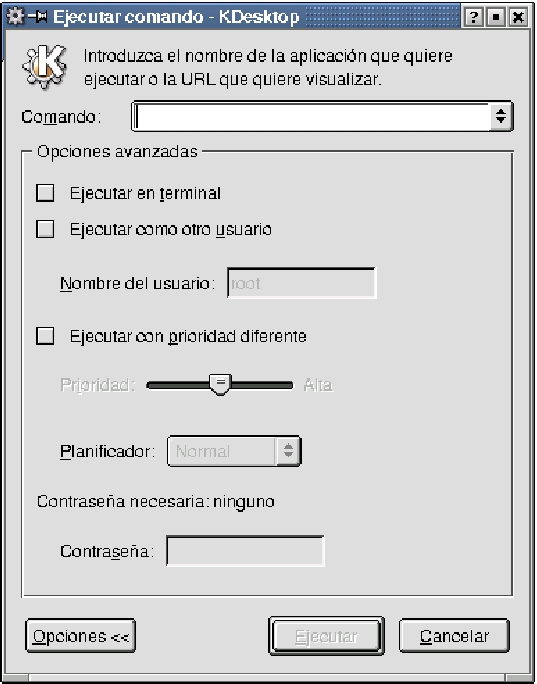 Ejecutar comando - KDesktop
Introduzca el nombre de la aplicación que quiere
ejecutar o la URL que quiere visualizar.
Comando:
Opciones avanzadas
Ejecutar en terminal
Ejecutar como otro usuario
Nombre del usuario: root
Ejecutar con prioridad diferente
Prioridad: Alta
Planificador: Normal
Contraseña necesaria: ninguno
Contraseña:
Opciones << Ejecutar Cancelar